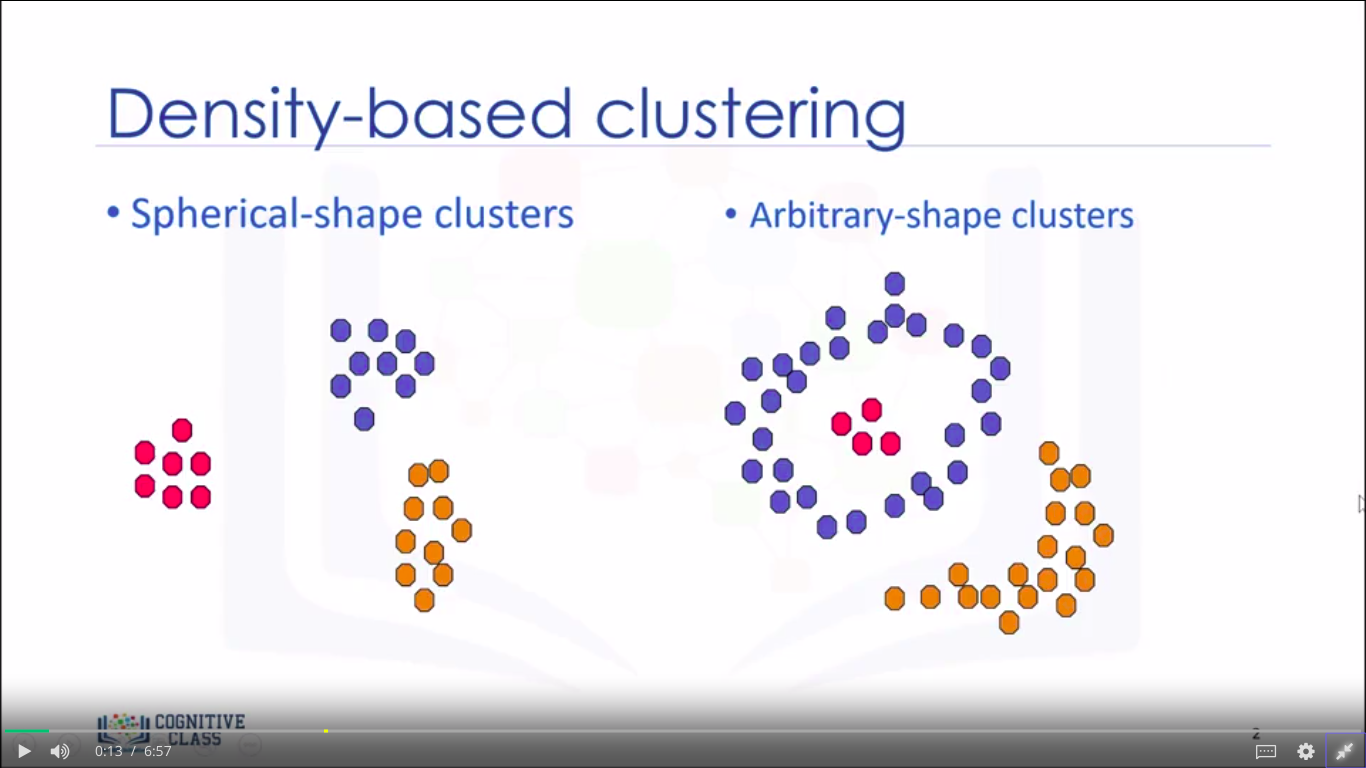 Density-based clustering
• Spherical-shape clusters
• Arbitrary-shape clusters
COGNITIVE
CLASS
2
0:13 / 6:57